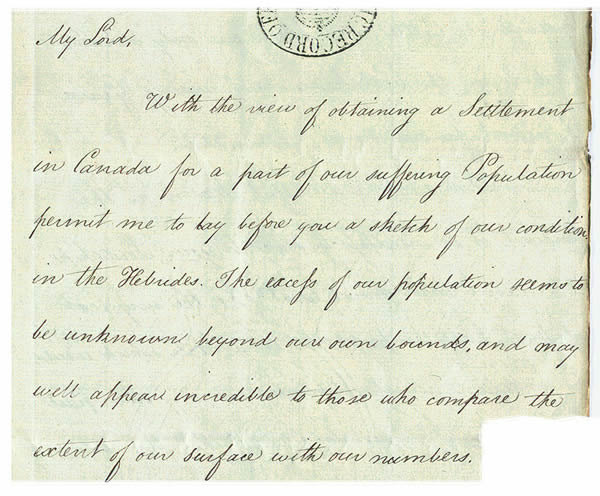 RECORD OF
My Lord,
With the view of obtaining a Settlement
in Canada for a part of our suffering Population
permit me to lay before you a sketch of our condition
in the Hebrides. The excess of our population seems to
be unknown beyond our own bounds, and may
well appear incredible to those who compare the
extent of our surface with our numbers.